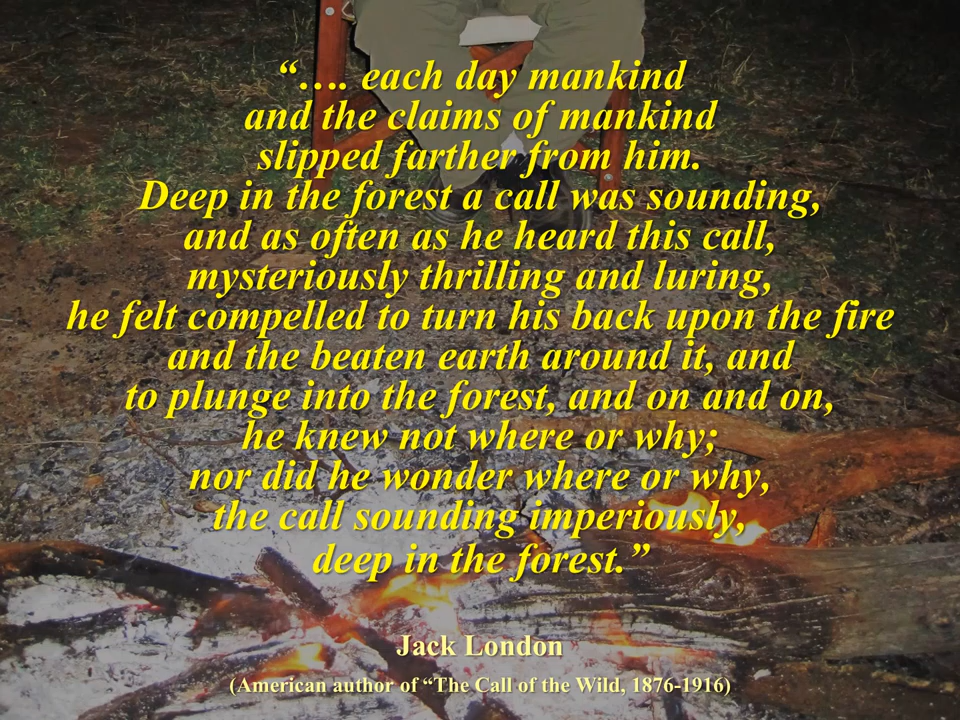 “…. each day mankind
and the claims of mankind
slipped farther from him.
Deep in the forest a call was sounding,
and as often as he heard this call,
mysteriously thrilling and luring,
he felt compelled to turn his back upon the fire
and the beaten earth around it, and
to plunge into the forest, and on and on,
he knew not where or why;
nor did he wonder where or why,
the call sounding imperiously,
deep in the forest.”
Jack London
(American author of “The Call of the Wild, 1876-1916)